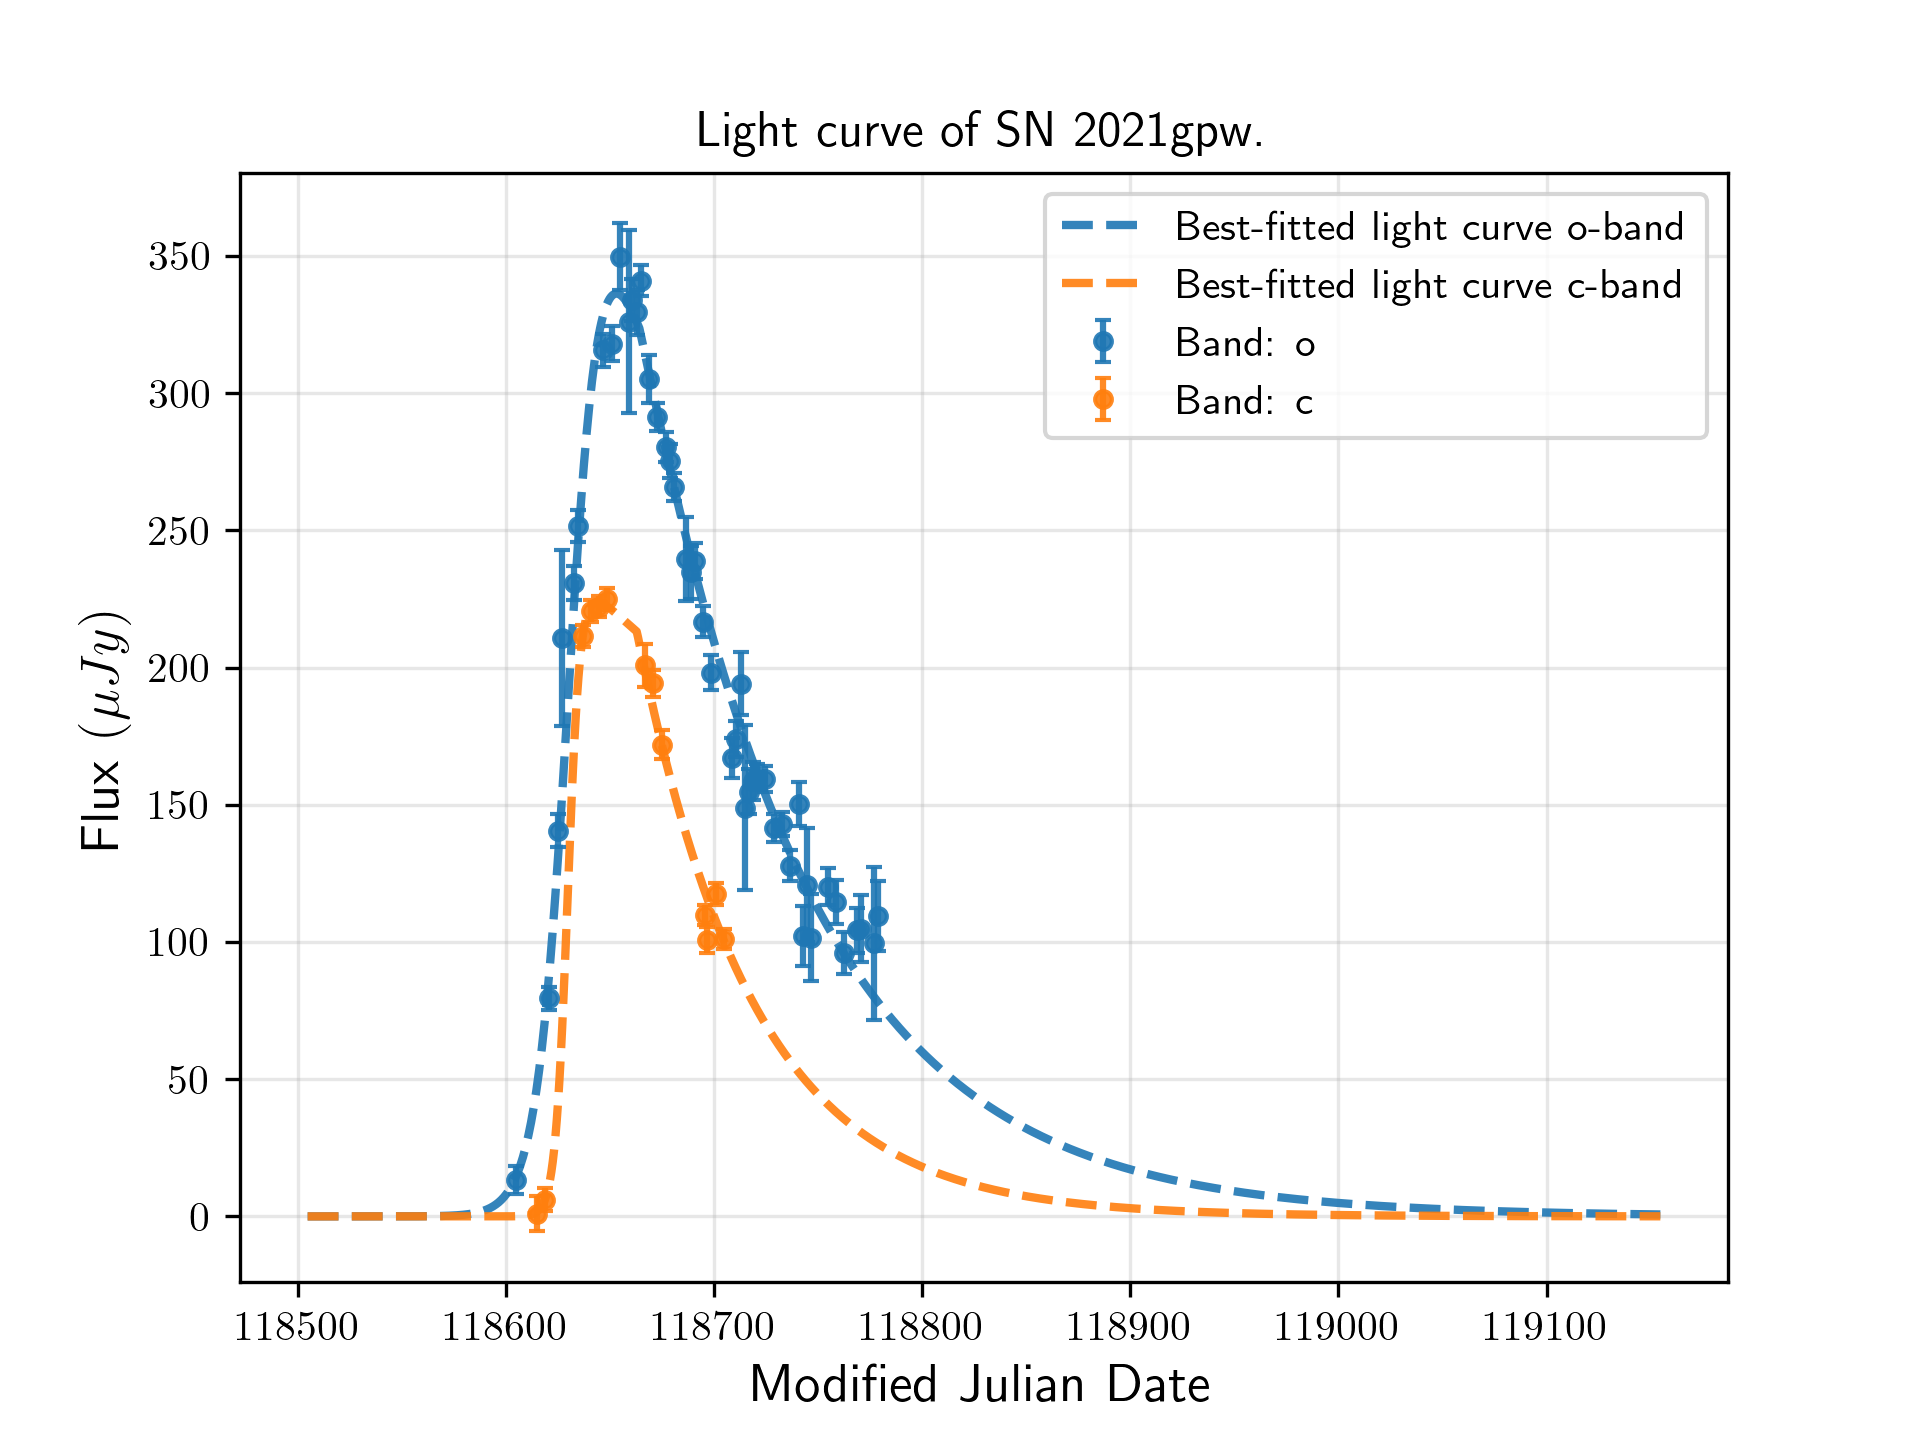 Light curve of SN 2021gpw.
Best-fitted light curve o-band
Best-fitted light curve c-band
Band: o
Band: c
350
300
250
200
150
100
50
0
Flux (μJy)
118500 118600 118700 118800 118900 119000 119100
Modified Julian Date